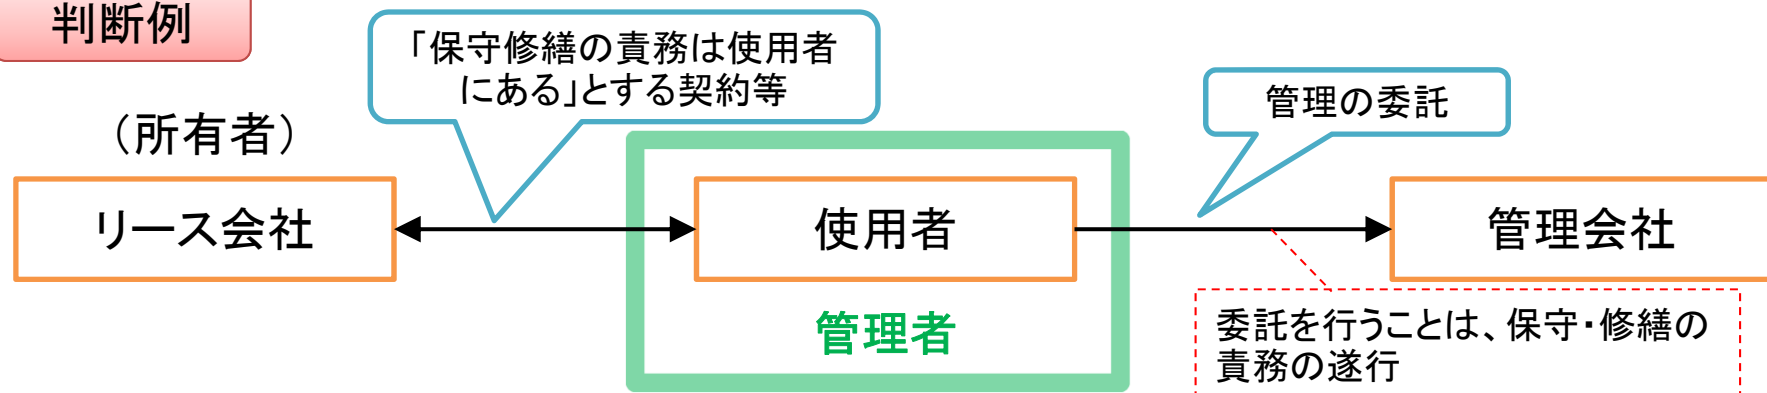 判断例
「保守修繕の責務は使用者
にある」とする契約等
管理の委託
（所有者）
リース会社
使用者
管理会社
管理者
委託を行うことは、保守・修繕の
責務の遂行